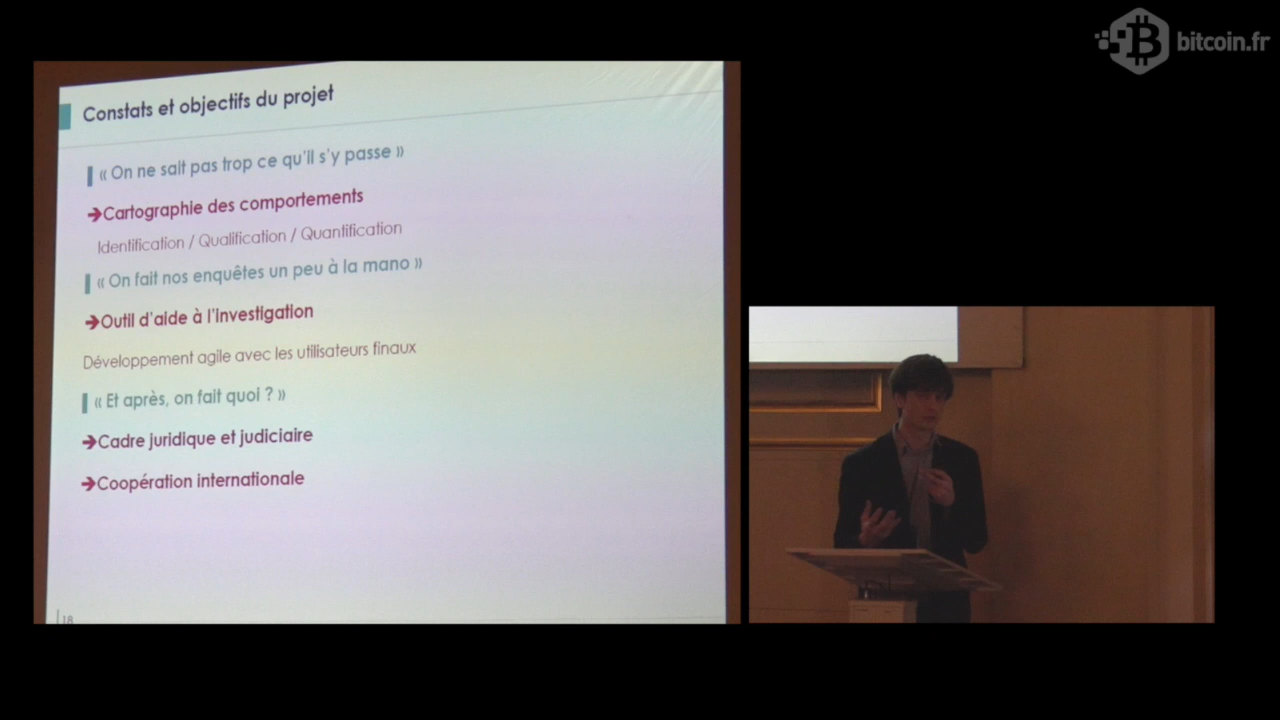 bitcoin.fr
Constats et objectifs du projet
« On ne sait pas trop ce qu'il s'y passe »
➔Cartographie des comportements
Identification / Qualification / Quantification
« On fait nos enquêtes un peu à la mano »
➔Outil d'aide à l'investigation
Développement agile avec les utilisateurs finaux
« Et après, on fait quoi ? »
➔Cadre juridique et judiciaire
➔Coopération internationale
18